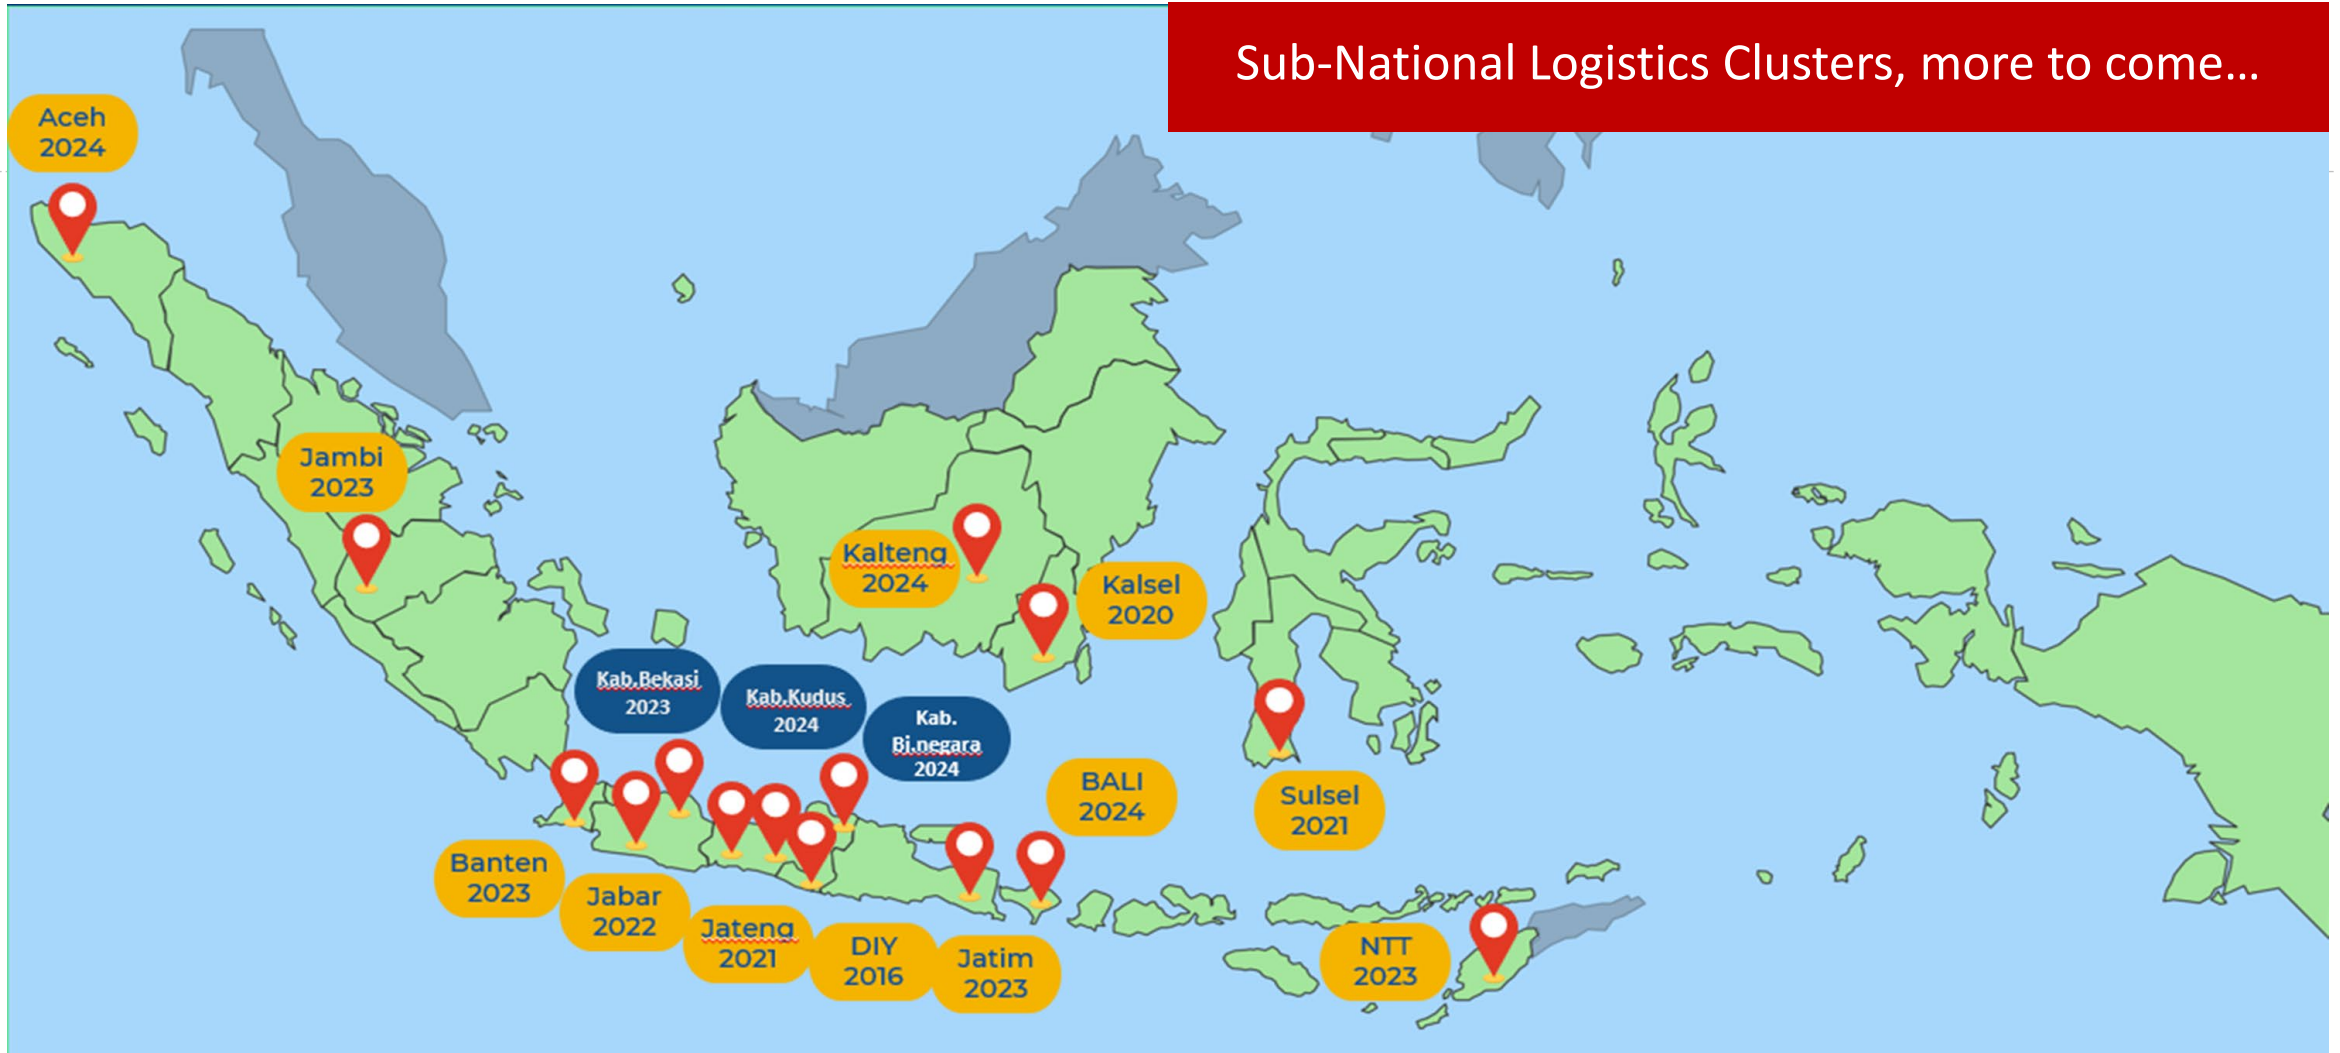 Sub-National Logistics Clusters, more to come...
Aceh
2024
Jambi
2023
Kalteng
2024
Kalsel
2020
Kab.Bekasi
2023
Kab.Kudus
2024
Kab.
Bj.negara
2024
BALI
2024
Sulsel
2021
Banten
2023
Jabar
2022
Jateng
2021
DIY
2016
Jatim
2023
NTT
2023